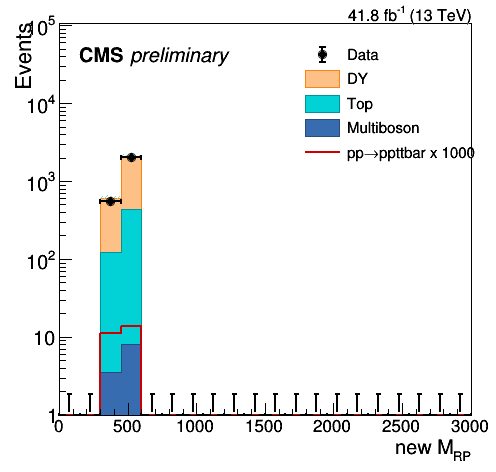 41.8 fb⁻¹ (13 TeV)
Events
CMS preliminary
Data
DY
Top
Multiboson
pp→ppttbar x 1000
10⁵
10⁴
10³
10²
10
1
0 500 1000 1500 2000 2500 3000
new M_RP